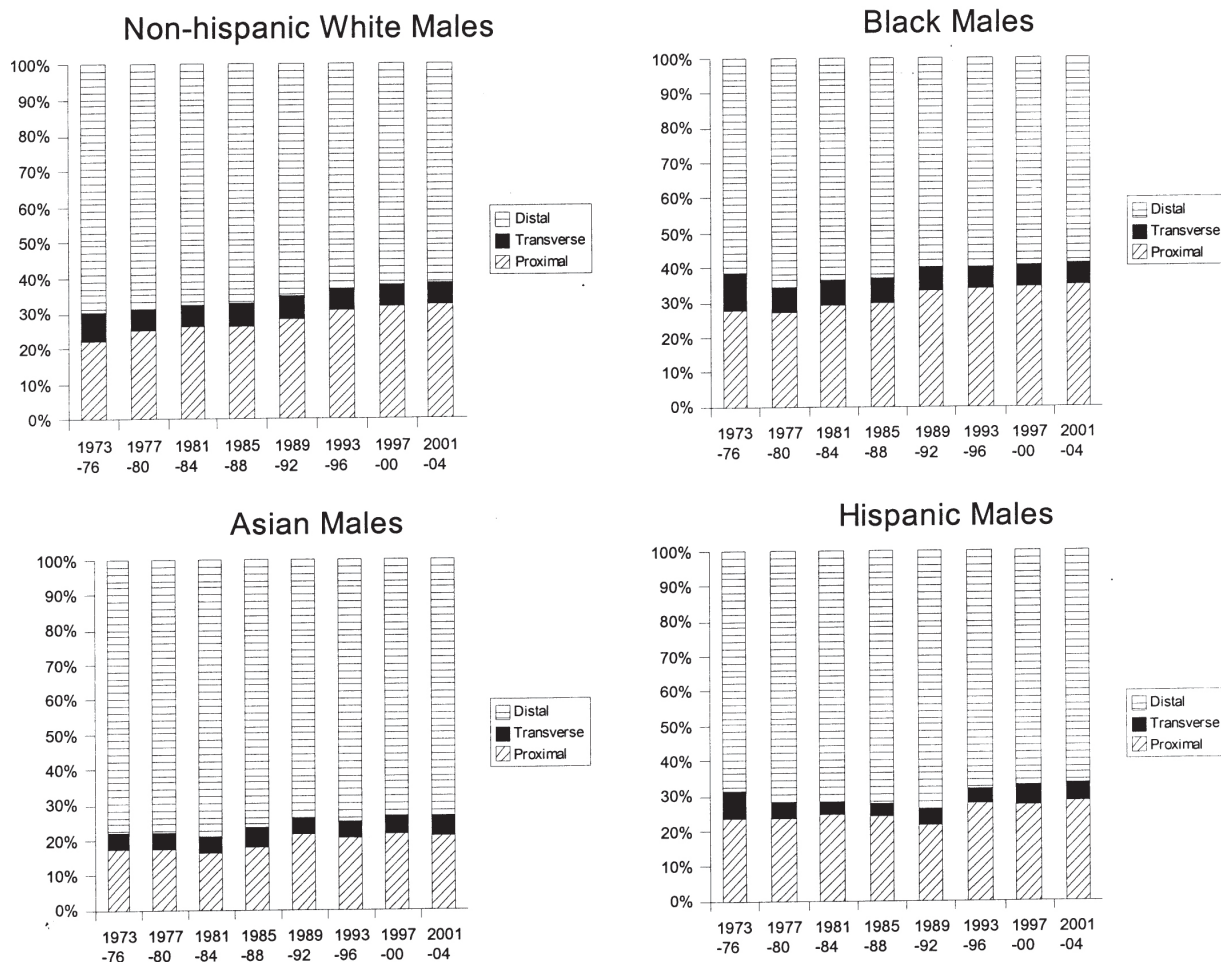 Non-hispanic White Males
100%
90%
80%
70%
60%
50%
40%
30%
20%
10%
0%
1973 1977 1981 1985 1989 1993 1997 2001
-76 -80 -84 -88 -92 -96 -00 -04
Distal
Transverse
Proximal
Black Males
100%
90%
80%
70%
60%
50%
40%
30%
20%
10%
0%
1973 1977 1981 1985 1989 1993 1997 2001
-76 -80 -84 -88 -92 -96 -00 -04
Distal
Transverse
Proximal
Asian Males
100%
90%
80%
70%
60%
50%
40%
30%
20%
10%
0%
1973 1977 1981 1985 1989 1993 1997 2001
-76 -80 -84 -88 -92 -96 -00 -04
Distal
Transverse
Proximal
Hispanic Males
100%
90%
80%
70%
60%
50%
40%
30%
20%
10%
0%
1973 1977 1981 1985 1989 1993 1997 2001
-76 -80 -84 -88 -92 -96 -00 -04
Distal
Transverse
Proximal